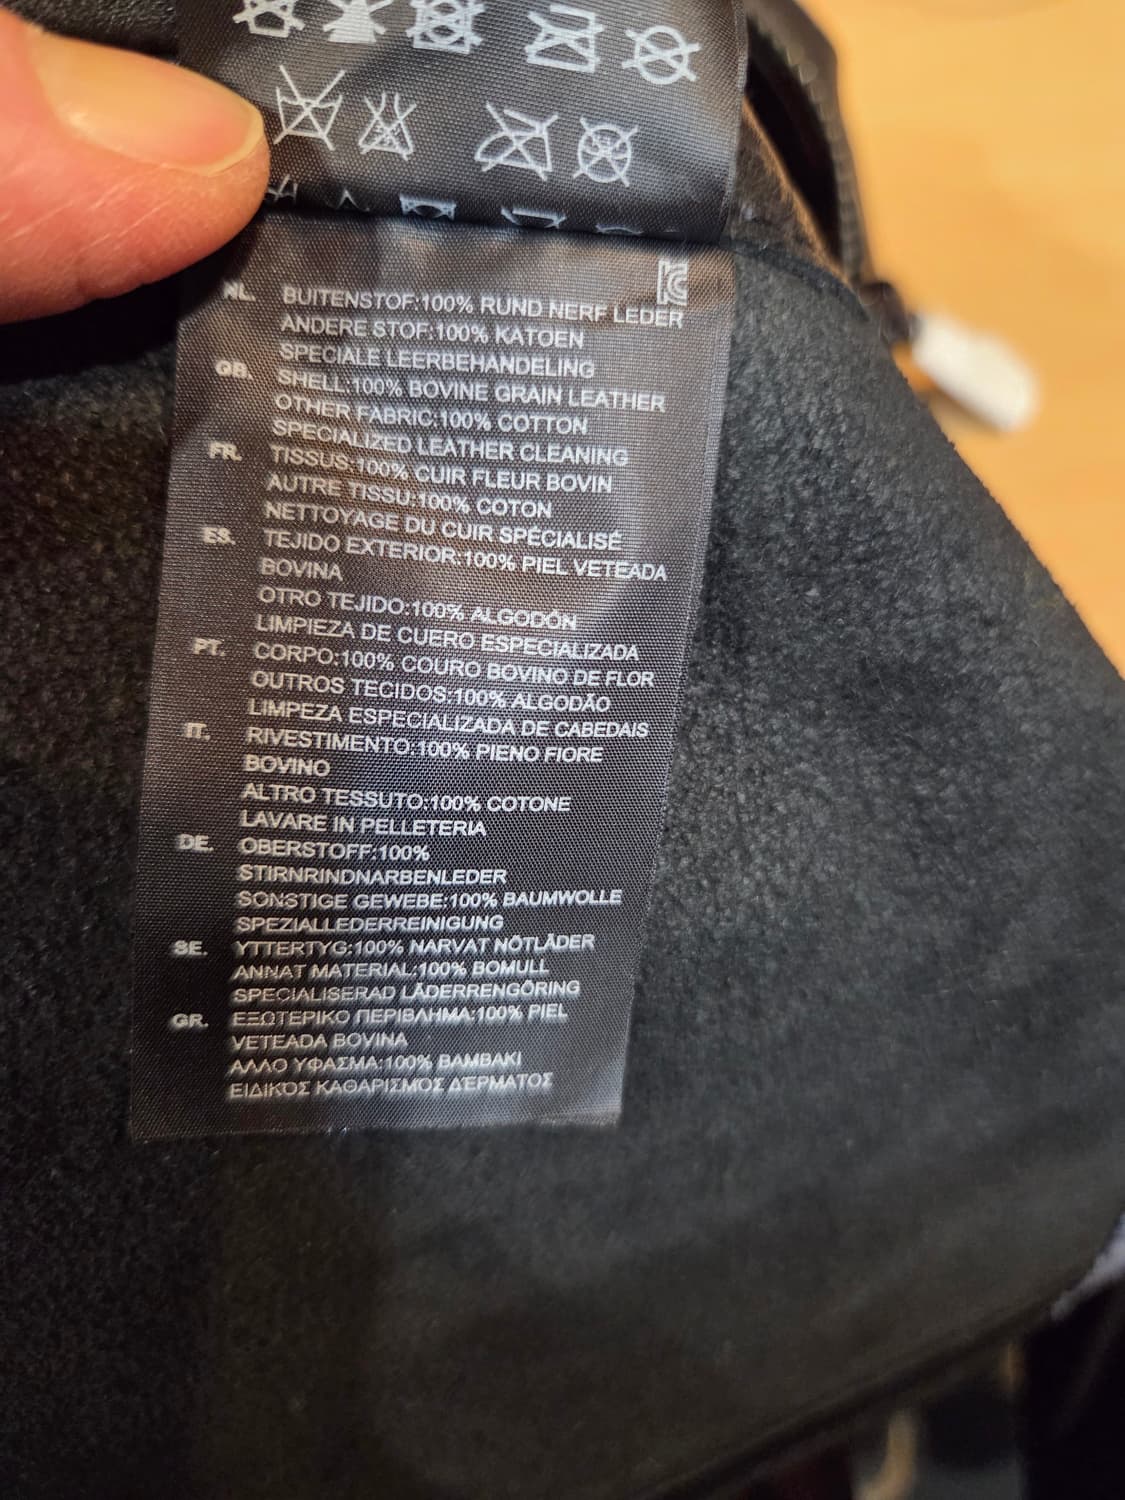 NL. BUITENSTOF:100% RUND NERF LEDER
ANDERE STOF:100% KATOEN
SPECIALE LEERBEHANDELING
GB. SHELL:100% BOVINE GRAIN LEATHER
OTHER FABRIC:100% COTTON
SPECIALIZED LEATHER CLEANING
FR. TISSUS:100% CUIR FLEUR BOVIN
AUTRE TISSU:100% COTON
NETTOYAGE DU CUIR SPÉCIALISÉ
ES. TEJIDO EXTERIOR:100% PIEL VETEADA
BOVINA
OTRO TEJIDO:100% ALGODÓN
LIMPIEZA DE CUERO ESPECIALIZADA
PT. CORPO:100% COURO BOVINO DE FLOR
OUTROS TECIDOS:100% ALGODÃO
LIMPEZA ESPECIALIZADA DE CABEDAIS
IT. RIVESTIMENTO:100% PIENO FIORE
BOVINO
ALTRO TESSUTO:100% COTONE
LAVARE IN PELLETERIA
DE. OBERSTOFF:100%
STIRNRINDNARBENLEDER
SONSTIGE GEWEBE:100% BAUMWOLLE
SPEZIALLEDERREINIGUNG
SE. YTTERTYG:100% NARVAT NÖTLÄDER
ANNAT MATERIAL:100% BOMULL
SPECIALISERAD LÄDERRENGÖRING
GR. ΕΞΩΤΕΡΙΚΟ ΠΕΡΙΒΛΗΜΑ:100% PIEL
VETEADA BOVINA
ΑΛΛΟ ΥΦΑΣΜΑ:100% ΒΑΜΒΑΚΙ
ΕΙΔΙΚΌΣ ΚΑΘΑΡΙΣΜΌΣ ΔΈΡΜΑΤΟΣ